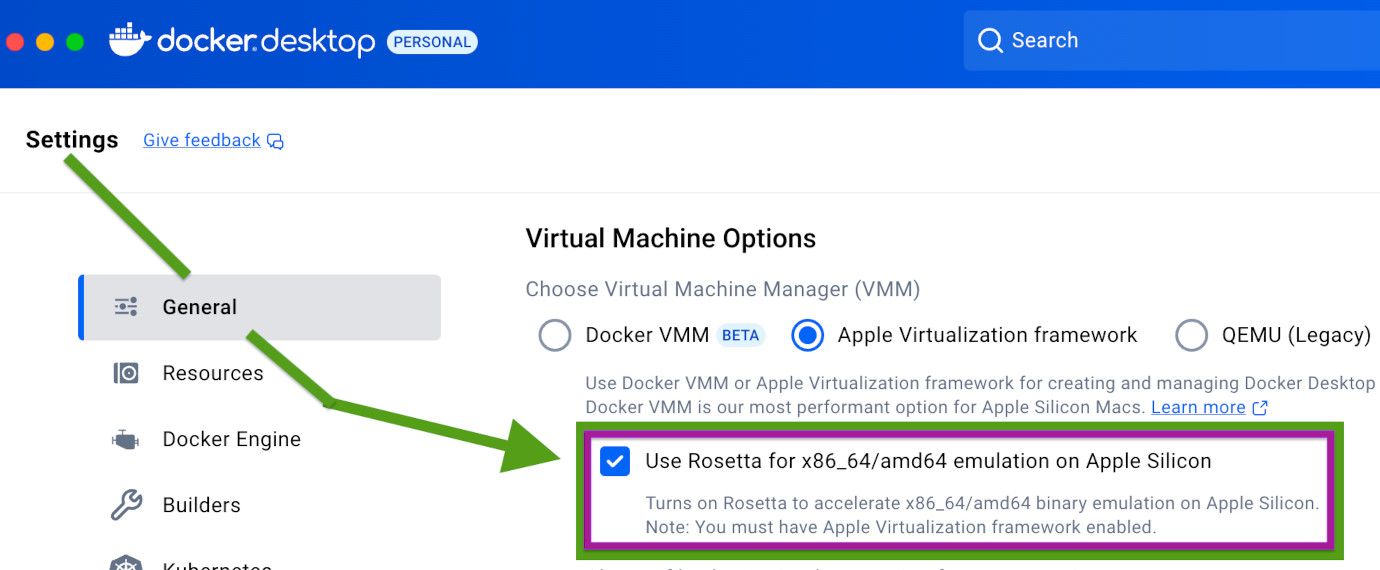 docker.desktop PERSONAL
Search
Settings Give feedback
General
Resources
Docker Engine
Builders
Kubernetes
Virtual Machine Options
Choose Virtual Machine Manager (VMM)
Docker VMM BETA Apple Virtualization framework QEMU (Legacy)
Use Docker VMM or Apple Virtualization framework for creating and managing Docker Desktop
Docker VMM is our most performant option for Apple Silicon Macs. Learn more
Use Rosetta for x86_64/amd64 emulation on Apple Silicon
Turns on Rosetta to accelerate x86_64/amd64 binary emulation on Apple Silicon.
Note: You must have Apple Virtualization framework enabled.